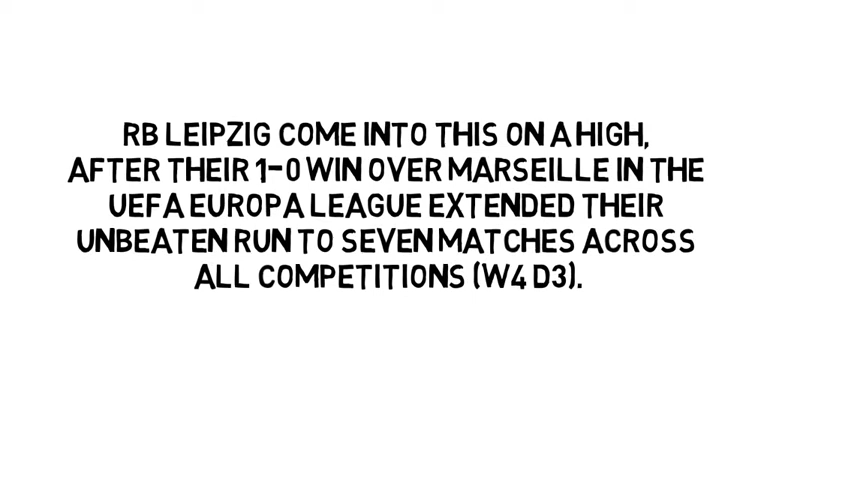 RB LEIPZIG COME INTO THIS ON A HIGH,
AFTER THEIR 1-0 WIN OVER MARSEILLE IN THE
UEFA EUROPA LEAGUE EXTENDED THEIR
UNBEATEN RUN TO SEVEN MATCHES ACROSS
ALL COMPETITIONS (W4 D3).